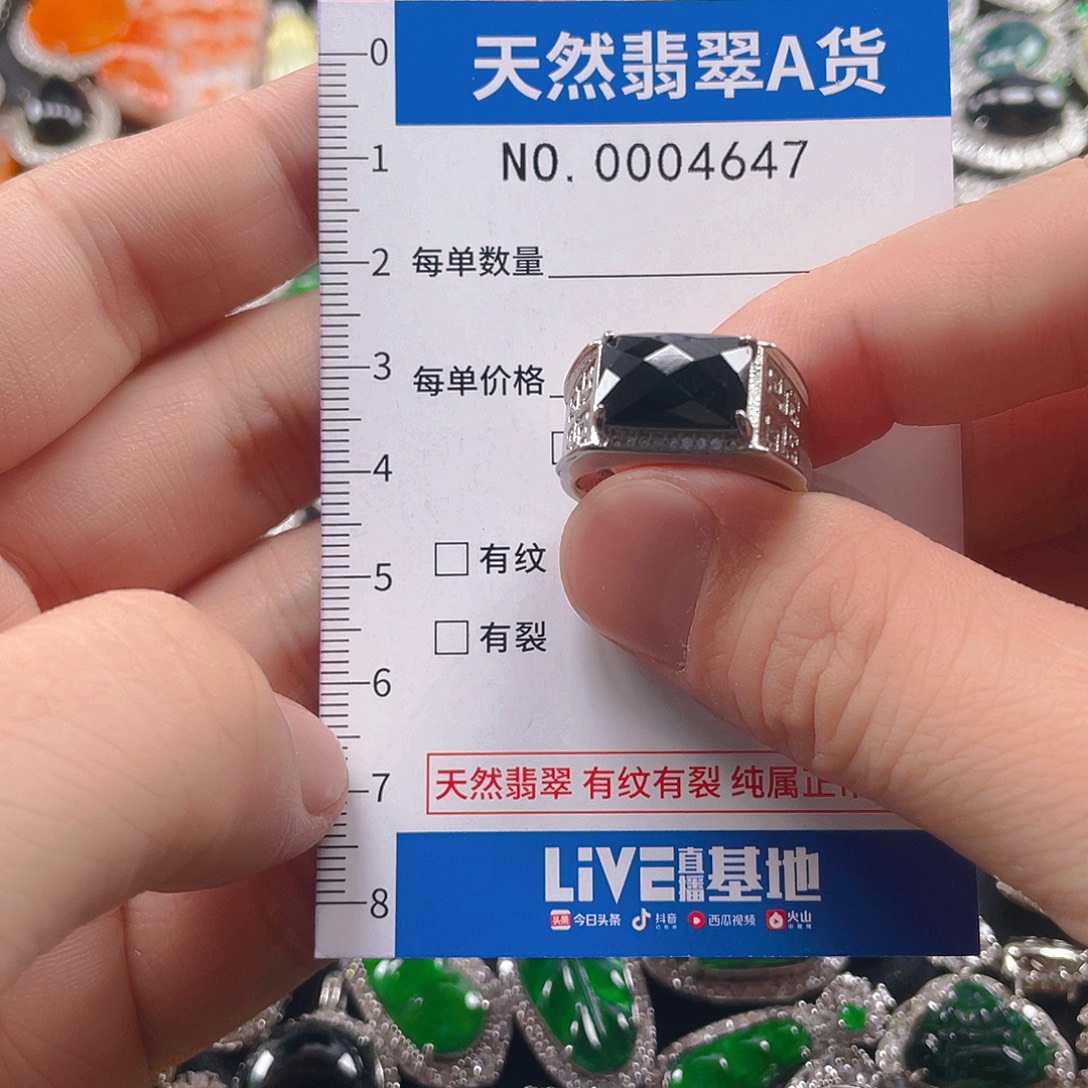 天然翡翠A货
NO. 0004647
0
1
2
3
4
5
6
7
8
每单数量
每单价格
□有纹
□有裂
天然翡翠 有纹有裂 纯属正
LiVE直播基地
头条 今日头条 抖音 西瓜视频 火山